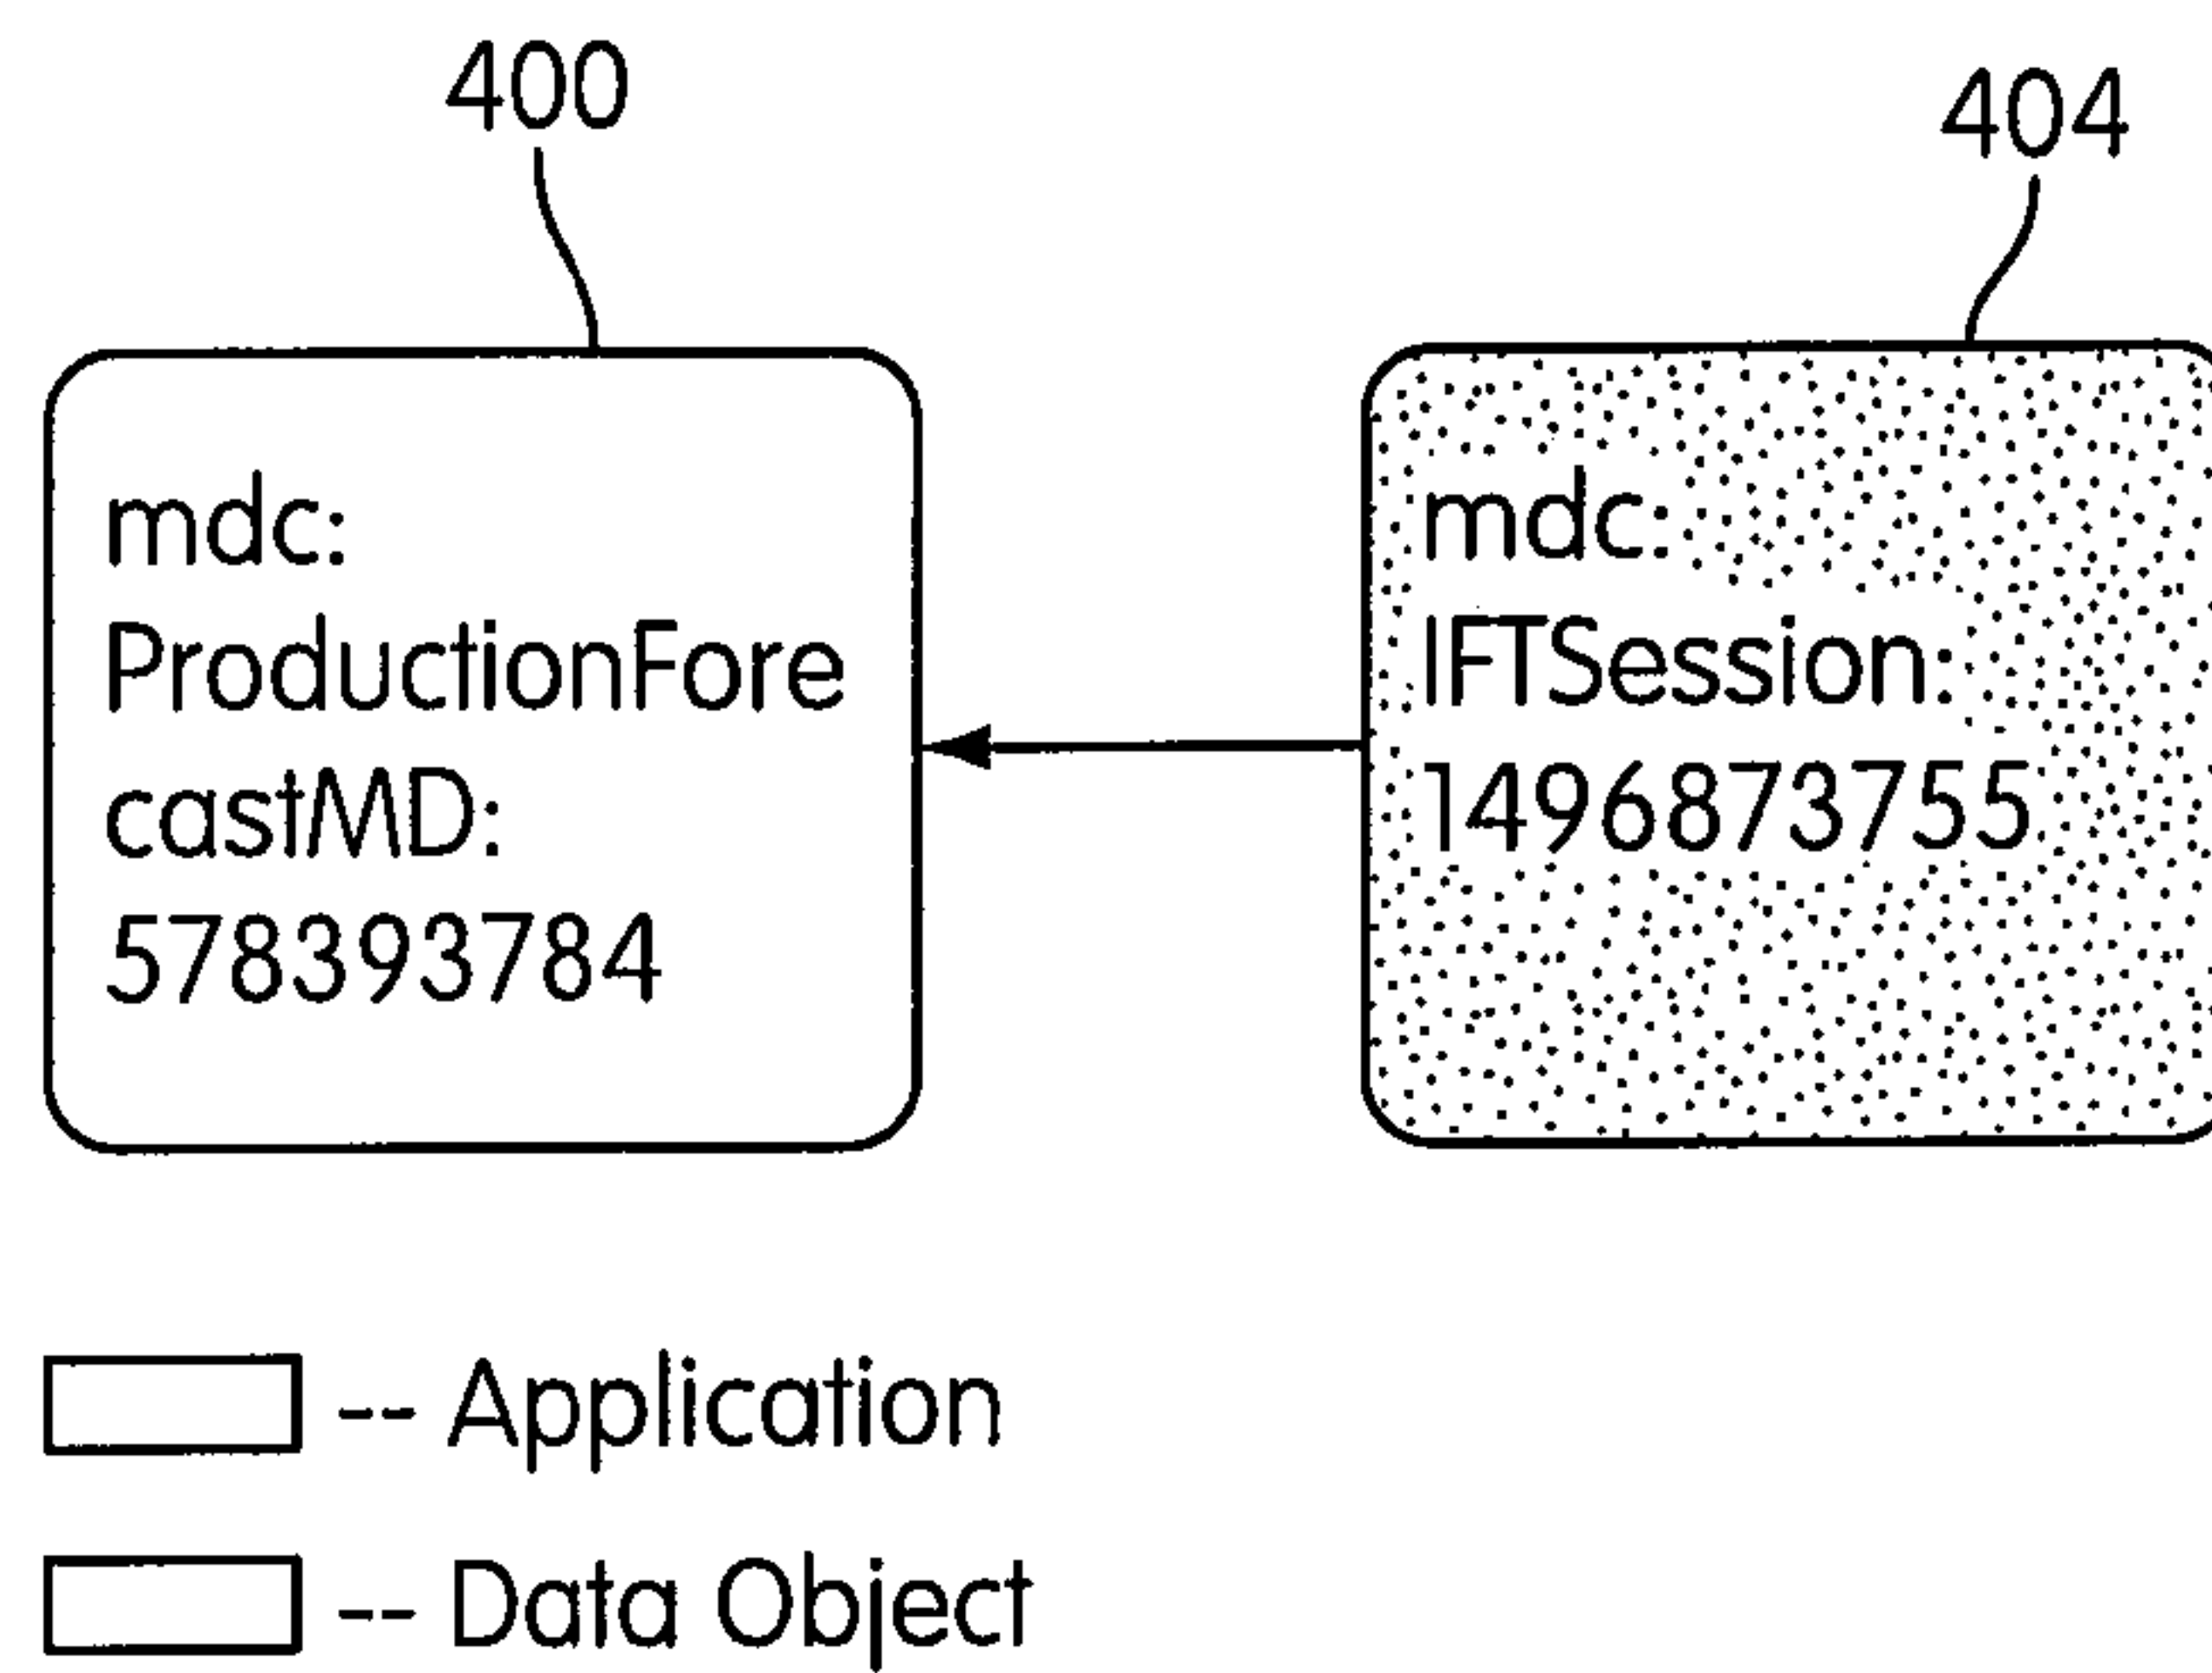 400
404
mdc:
ProductionFore
castMD:
578393784
mdc:
IFTSession:
1496873755
-- Application
-- Data Object